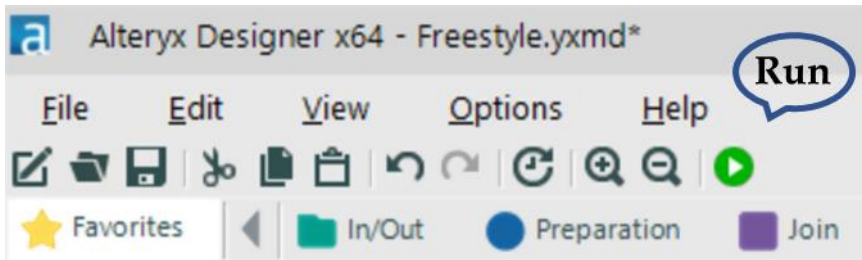 Alteryx Designer x64 - Freestyle.yxmd*
Run
File Edit View Options Help
Favorites In/Out Preparation Join